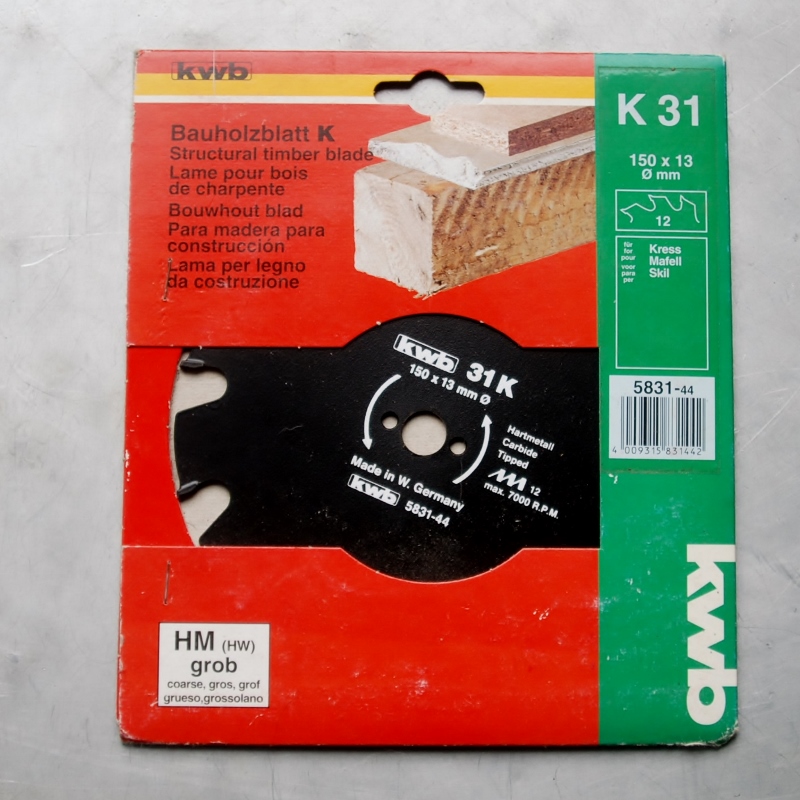 kwb
Bauholzblatt K
Structural timber blade
Lame pour bois
de charpente
Bouwhout blad
Para madera para
construcción
Lama per legno
da costruzione
K 31
150 x 13
Ø mm
12
für
for
pour
voor
para
per
Kress
Mafell
Skil
5831-44
4 009315 831442
kwb
31K
150 x 13 mm Ø
Hartmetall
Carbide
Tipped
12
max. 7000 R.P.M.
Made in W. Germany
kwb
5831-44
HM (HW)
grob
coarse, gros, grof
grueso,grossolano
kwb